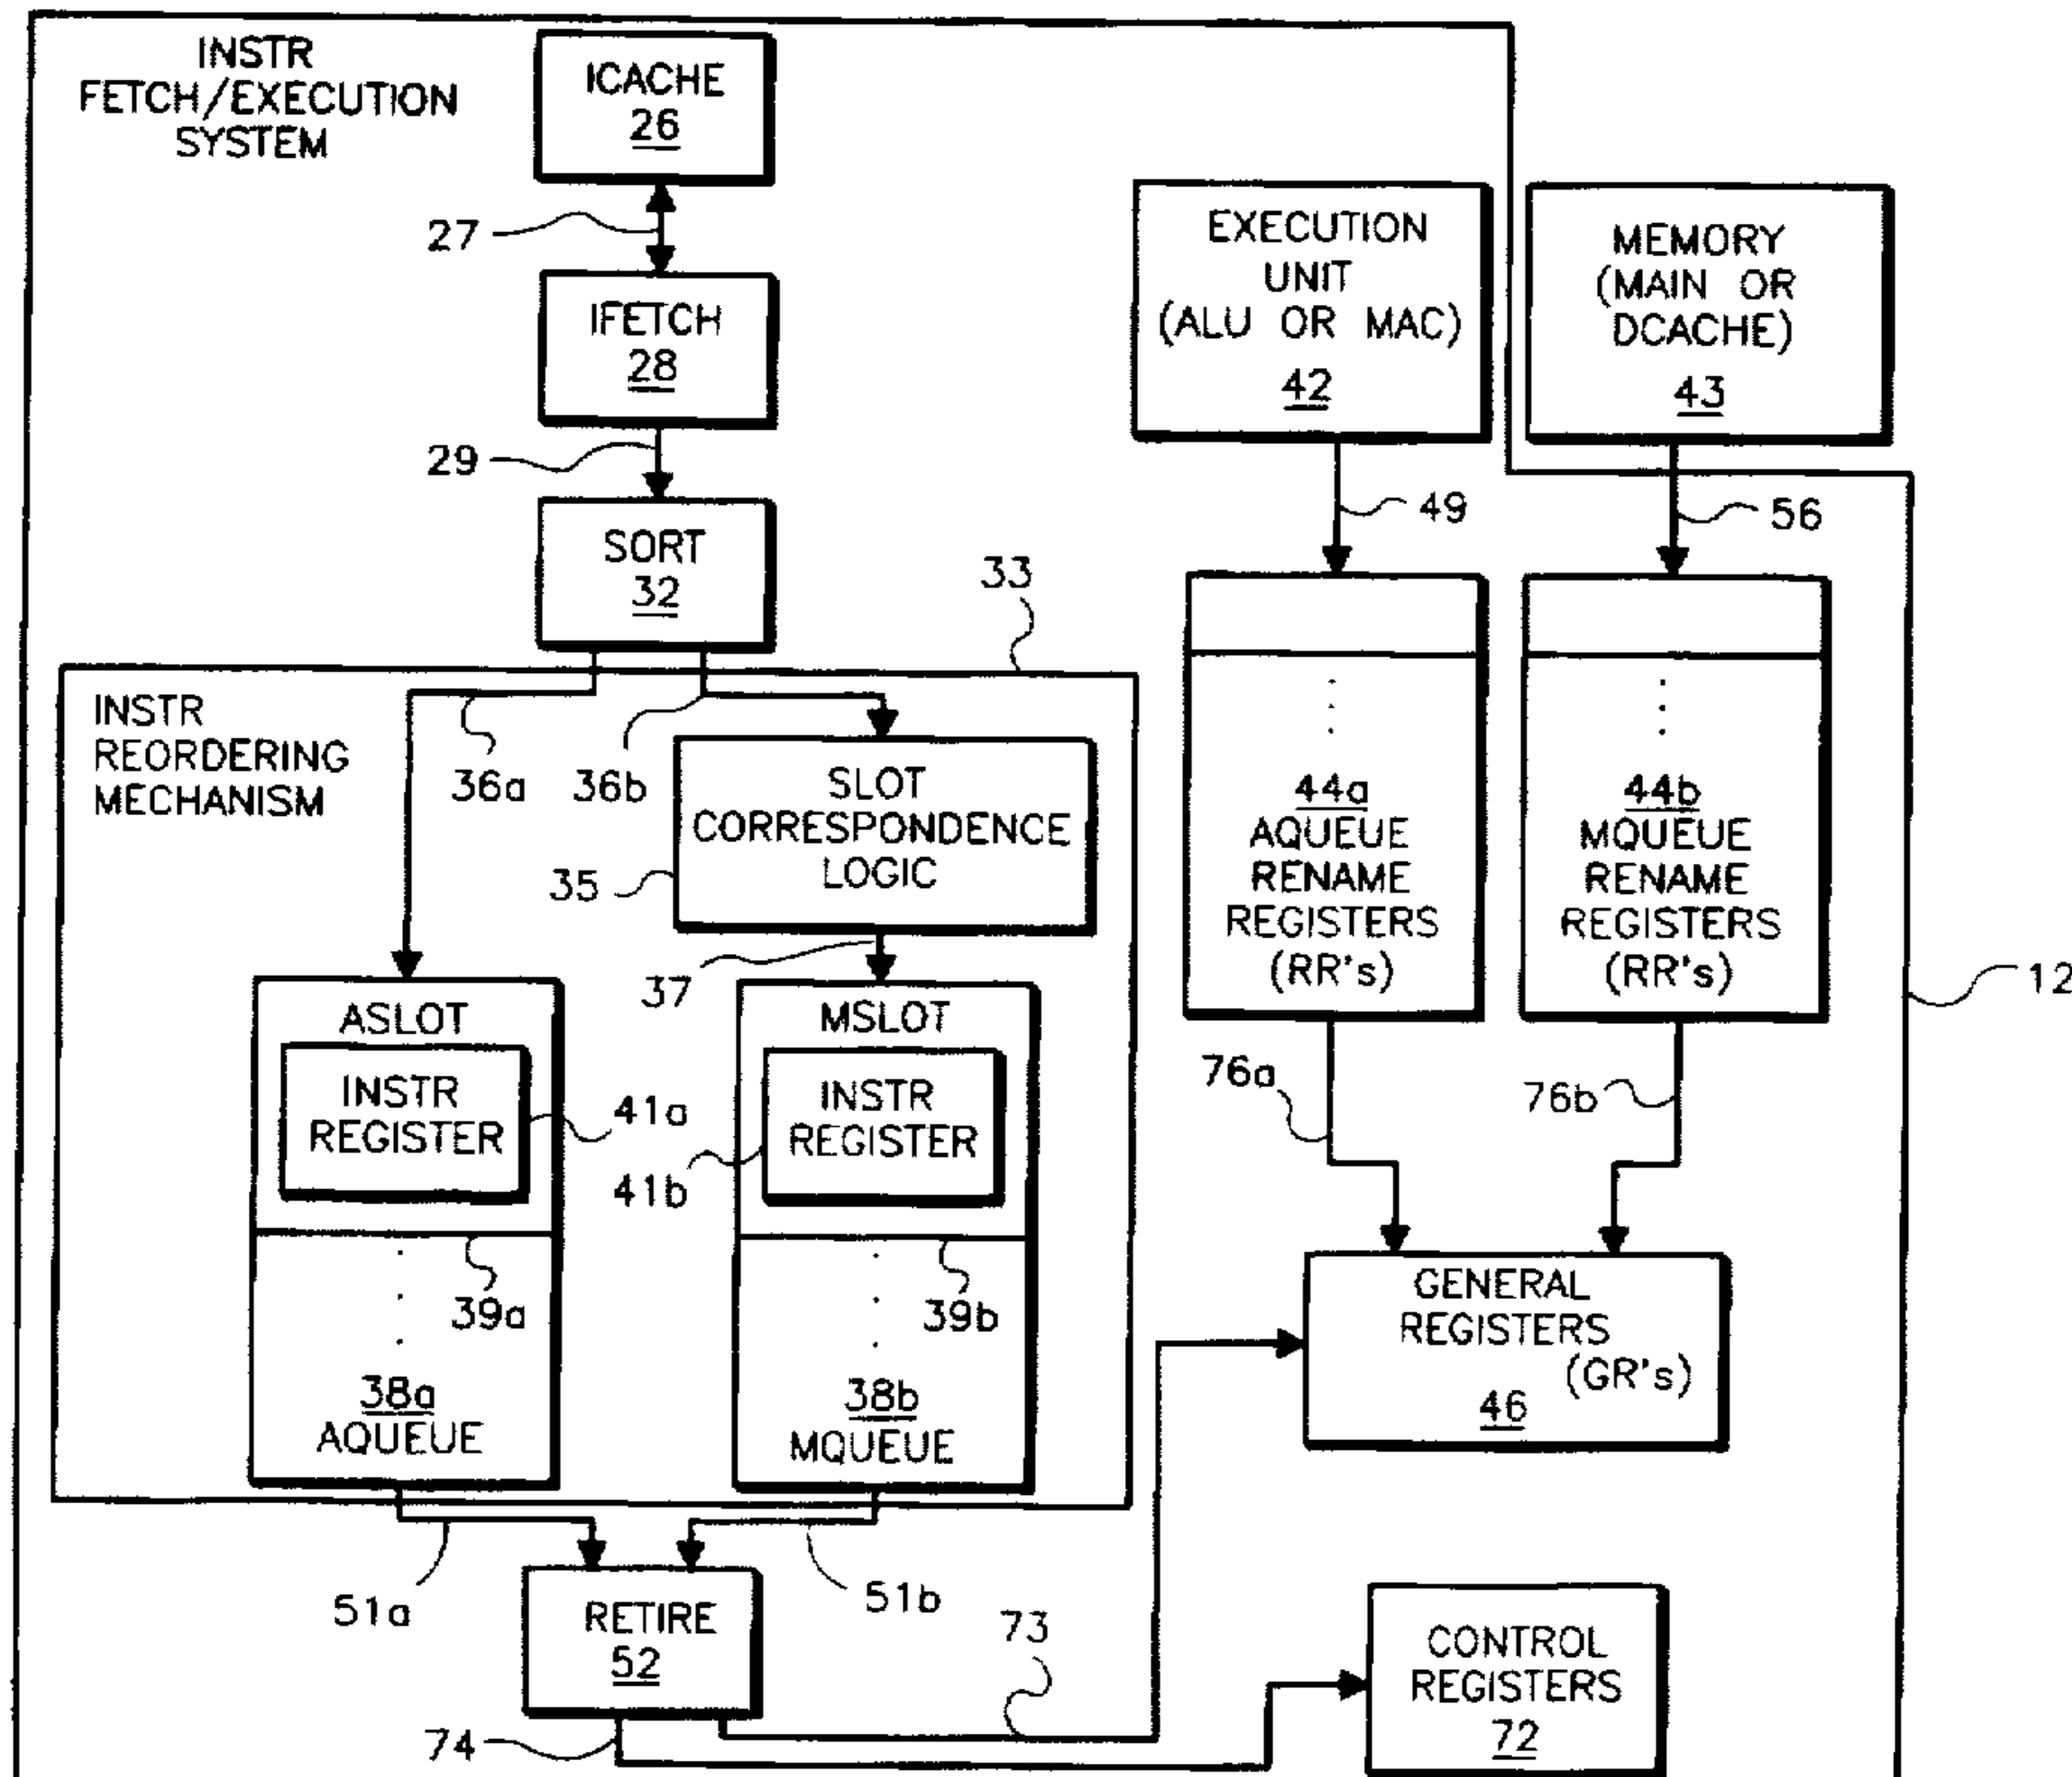 INSTR
FETCH/EXECUTION
SYSTEM
ICACHE
26
27
IFETCH
28
29
SORT
32
EXECUTION
UNIT
(ALU OR MAC)
42
MEMORY
(MAIN OR
DCACHE)
43
49
56
33
INSTR
REORDERING
MECHANISM
36a
36b
SLOT
CORRESPONDENCE
LOGIC
35
37
44a
AQUEUE
RENAME
REGISTERS
(RR's)
44b
MQUEUE
RENAME
REGISTERS
(RR's)
12
ASLOT
INSTR
REGISTER
41a
MSLOT
INSTR
REGISTER
41b
76a
76b
39a
39b
38a
AQUEUE
38b
MQUEUE
GENERAL
REGISTERS
(GR's)
46
51a
51b
RETIRE
52
73
74
CONTROL
REGISTERS
72